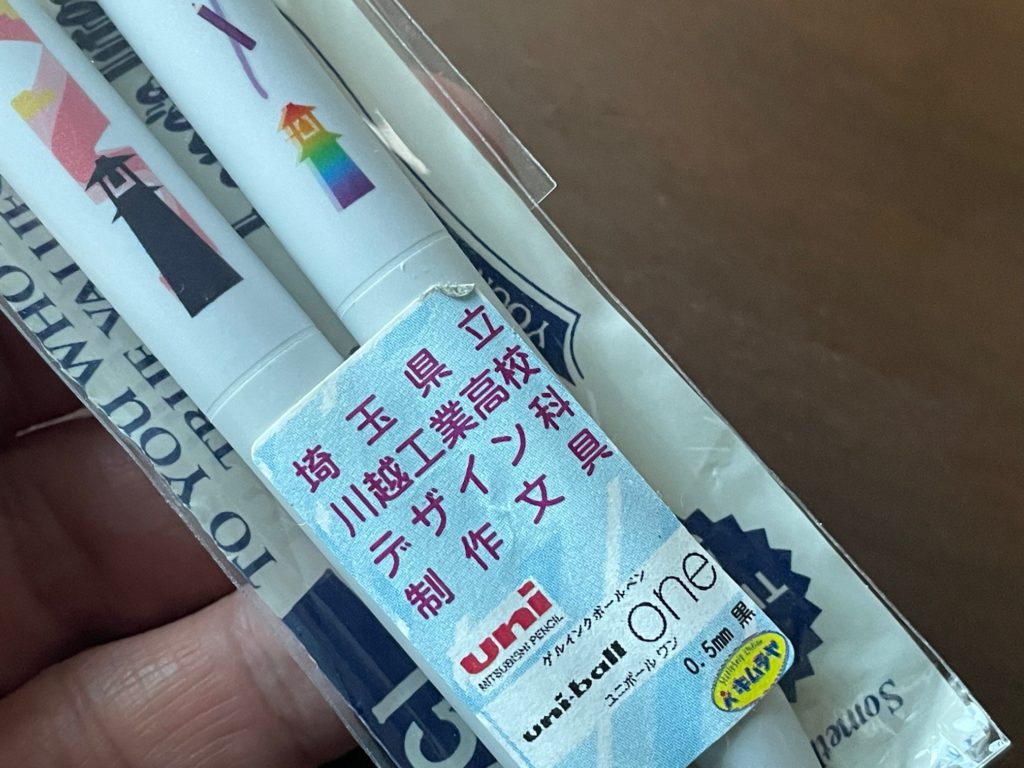 埼玉県立
川越工業高校
デザイン科
制作文具
uni
MITSUBISHI PENCIL
ゲルインクボールペン
uni-ball one
ユニボール ワン
0.5mm 黒
キムラヤ
TO YOU WHO
TRUE VALUES
Somet